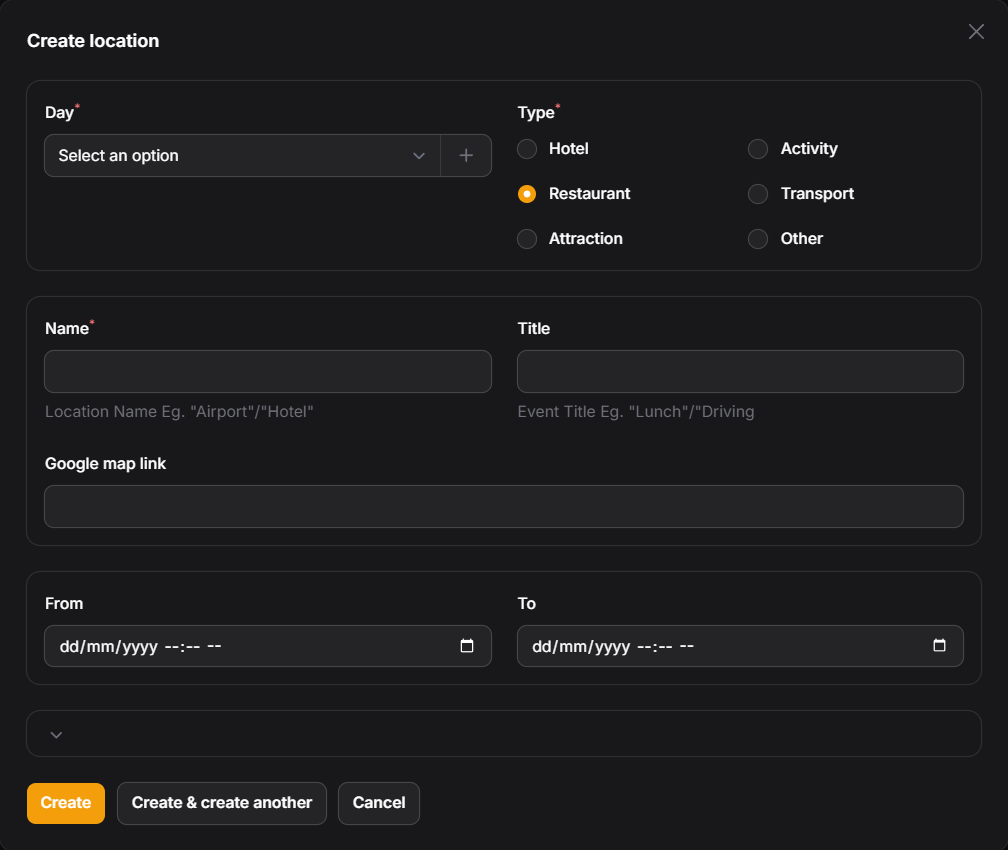 Create location
Day*
Type*
Select an option
Hotel
Activity
Restaurant
Transport
Attraction
Other
Name*
Title
Location Name Eg. "Airport"/"Hotel"
Event Title Eg. "Lunch"/"Driving
Google map link
From
To
dd/mm/yyyy --:-- --
dd/mm/yyyy --:-- --
Create
Create & create another
Cancel